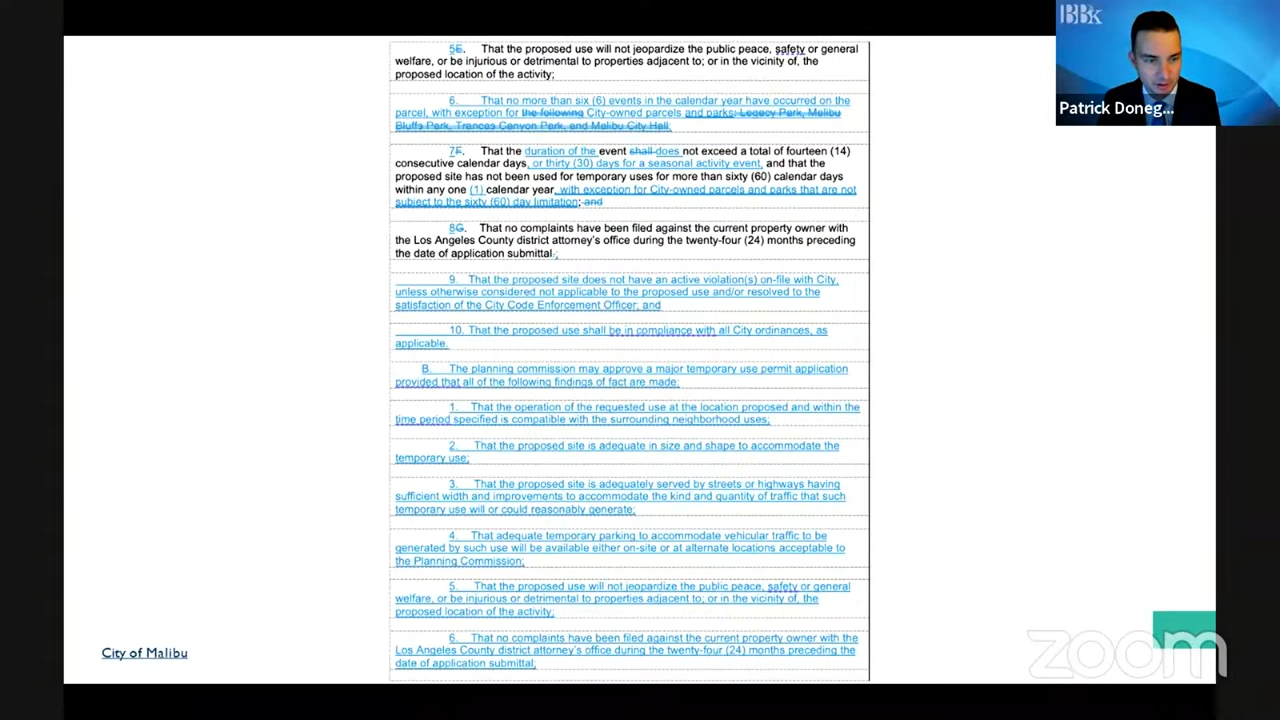 BBK
Patrick Doneg...
5E. That the proposed use will not jeopardize the public peace, safety or general
welfare, or be injurious or detrimental to properties adjacent to; or in the vicinity of, the
proposed location of the activity;
6. That no more than six (6) events in the calendar year have occurred on the
parcel, with exception for the following City-owned parcels and parks: Legacy Park, Malibu
Bluffs Park, Trancas Canyon Park, and Malibu City Hall;
7F. That the duration of the event shall does not exceed a total of fourteen (14)
consecutive calendar days, or thirty (30) days for a seasonal activity event, and that the
proposed site has not been used for temporary uses for more than sixty (60) calendar days
within any one (1) calendar year, with exception for City-owned parcels and parks that are not
subject to the sixty (60) day limitation; and
8G. That no complaints have been filed against the current property owner with
the Los Angeles County district attorney's office during the twenty-four (24) months preceding
the date of application submittal.;
9. That the proposed site does not have an active violation(s) on-file with City,
unless otherwise considered not applicable to the proposed use and/or resolved to the
satisfaction of the City Code Enforcement Officer; and
10. That the proposed use shall be in compliance with all City ordinances, as
applicable.
B. The planning commission may approve a major temporary use permit application
provided that all of the following findings of fact are made:
1. That the operation of the requested use at the location proposed and within the
time period specified is compatible with the surrounding neighborhood uses;
2. That the proposed site is adequate in size and shape to accommodate the
temporary use;
3. That the proposed site is adequately served by streets or highways having
sufficient width and improvements to accommodate the kind and quantity of traffic that such
temporary use will or could reasonably generate;
4. That adequate temporary parking to accommodate vehicular traffic to be
generated by such use will be available either on-site or at alternate locations acceptable to
the Planning Commission;
5. That the proposed use will not jeopardize the public peace, safety or general
welfare, or be injurious or detrimental to properties adjacent to; or in the vicinity of, the
proposed location of the activity;
6. That no complaints have been filed against the current property owner with the
Los Angeles County district attorney's office during the twenty-four (24) months preceding the
date of application submittal;
City of Malibu
zoom